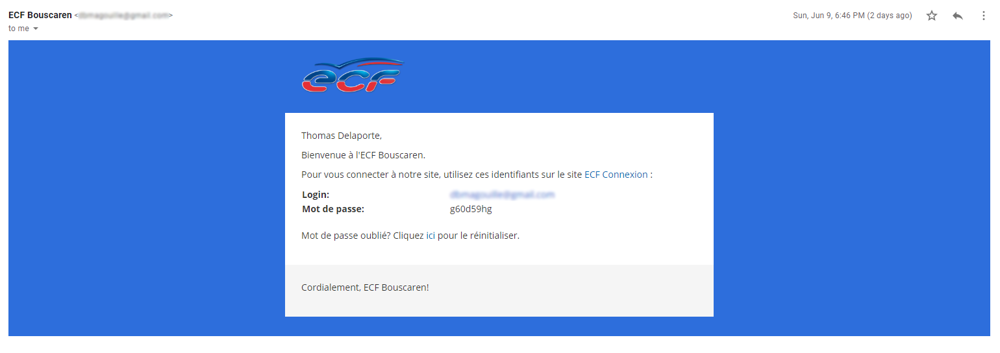 ECF Bouscaren
Sun, Jun 9, 6:46 PM (2 days ago)
to me
ecf
Thomas Delaporte,
Bienvenue à l'ECF Bouscaren.
Pour vous connecter à notre site, utilisez ces identifiants sur le site ECF Connexion :
Login:
Mot de passe: g60d59hg
Mot de passe oublié? Cliquez ici pour le réinitialiser.
Cordialement, ECF Bouscaren!